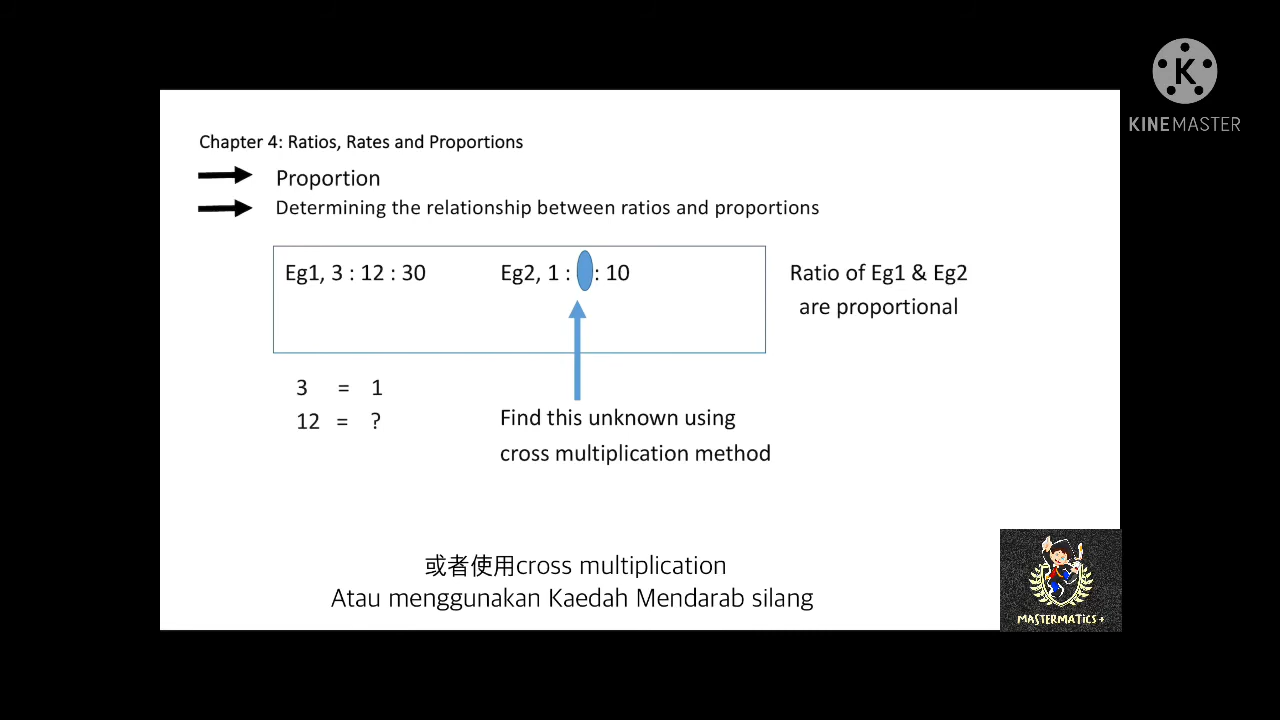 K
KINEMASTER
Chapter 4: Ratios, Rates and Proportions
Proportion
Determining the relationship between ratios and proportions
Eg1, 3 : 12 : 30
Eg2, 1 : : 10
Ratio of Eg1 & Eg2
are proportional
3 = 1
12 = ?
Find this unknown using
cross multiplication method
或者使用cross multiplication
Atau menggunakan Kaedah Mendarab silang
MASTERMATICS +